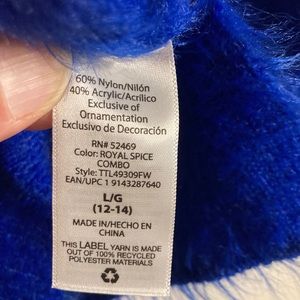 60% Nylon/Nilón
40% Acrylic/Acrílico
Exclusive of
Ornamentation
Exclusivo de Decoración
RN# 52469
Color: ROYAL SPICE
COMBO
Style: TTL49309FW
EAN/UPC 1 9143287640
L/G
(12-14)
MADE IN/HECHO EN
CHINA
THIS LABEL YARN IS MADE
OUT OF 100% RECYCLED
POLYESTER MATERIALS